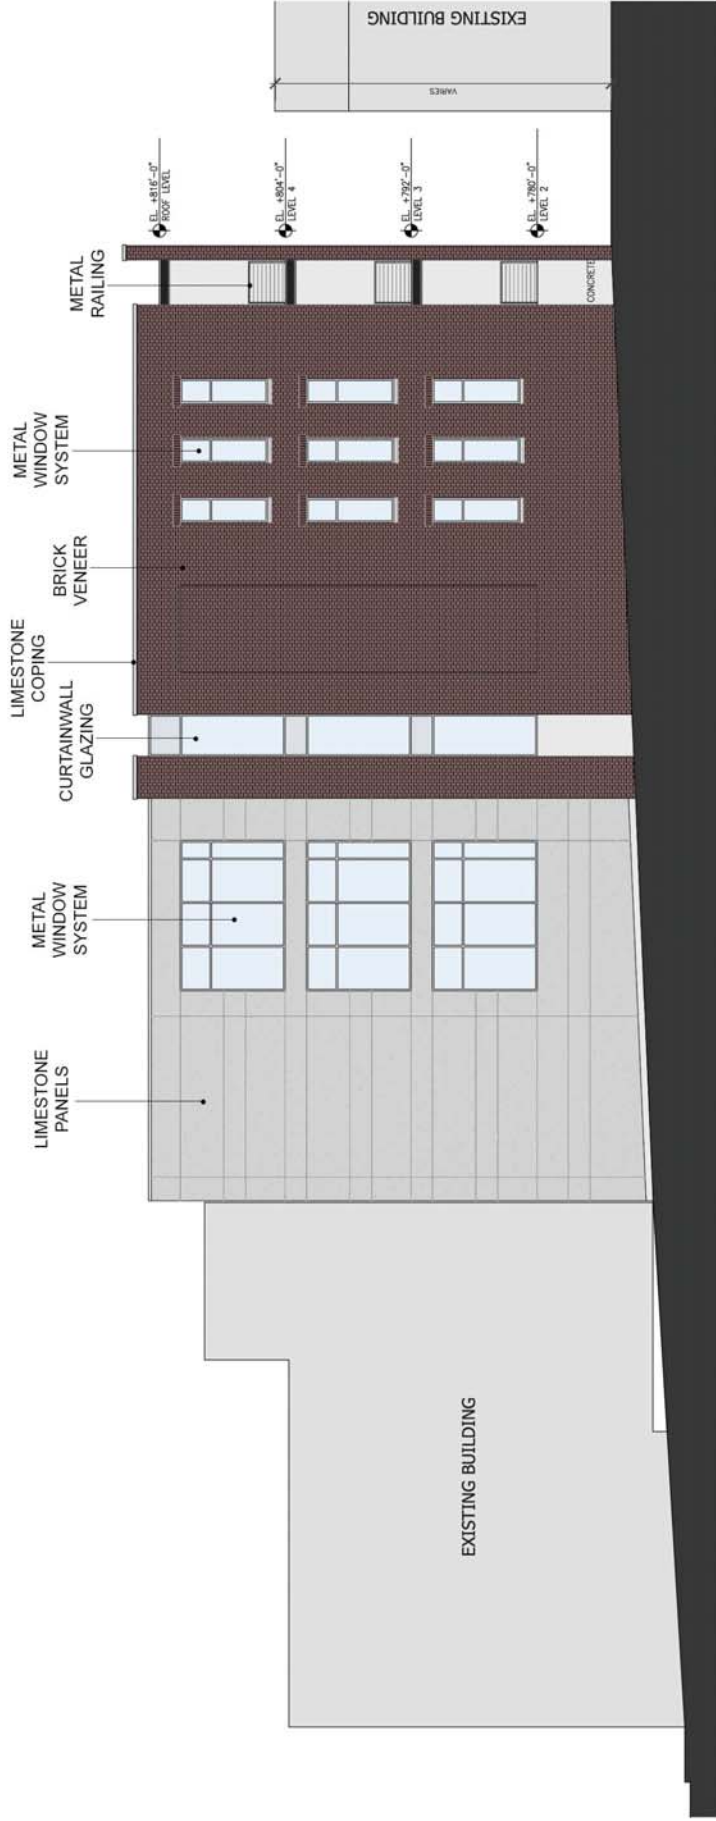 LIMESTONE
PANELS
METAL
WINDOW
SYSTEM
CURTAINWALL
GLAZING
LIMESTONE
COPING
BRICK
VENEER
METAL
WINDOW
SYSTEM
METAL
RAILING
EL. +816'-0"
ROOF LEVEL
EL. +804'-0"
LEVEL 4
EL. +792'-0"
LEVEL 3
EL. +780'-0"
LEVEL 2
CONCRETE
VARIES
EXISTING BUILDING
EXISTING BUILDING